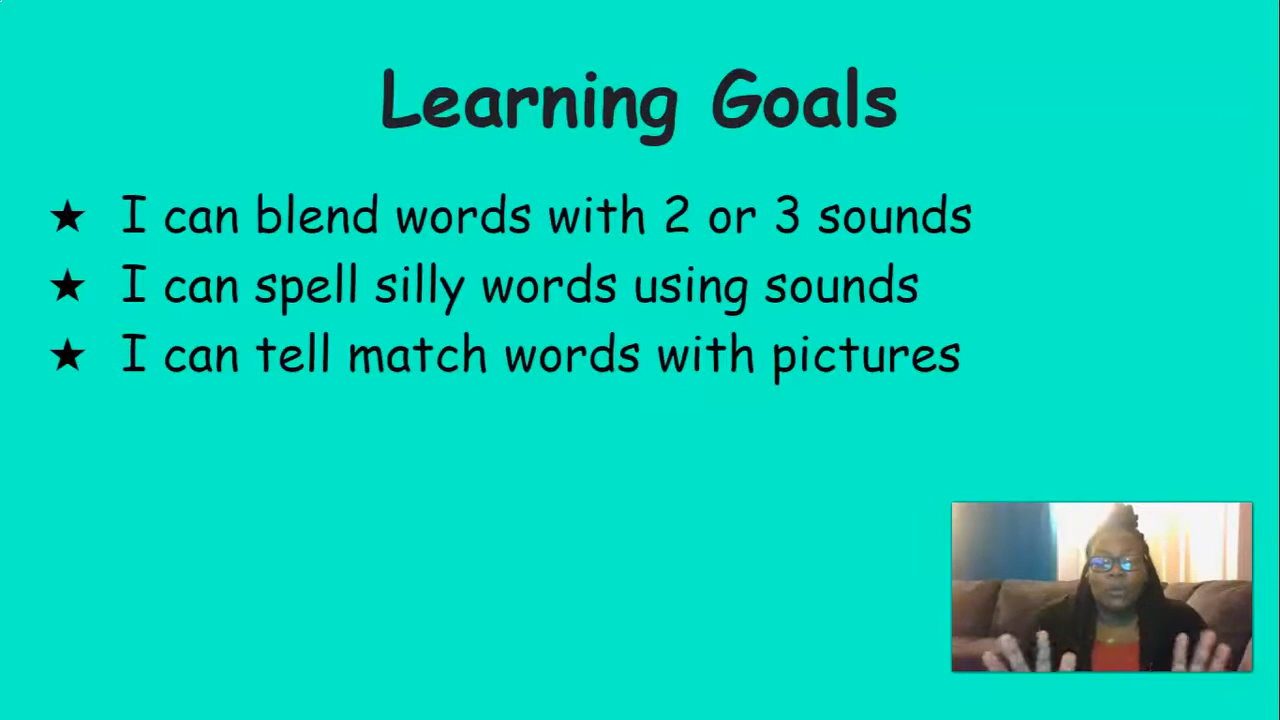 Learning Goals
★ I can blend words with 2 or 3 sounds
★ I can spell silly words using sounds
★ I can tell match words with pictures